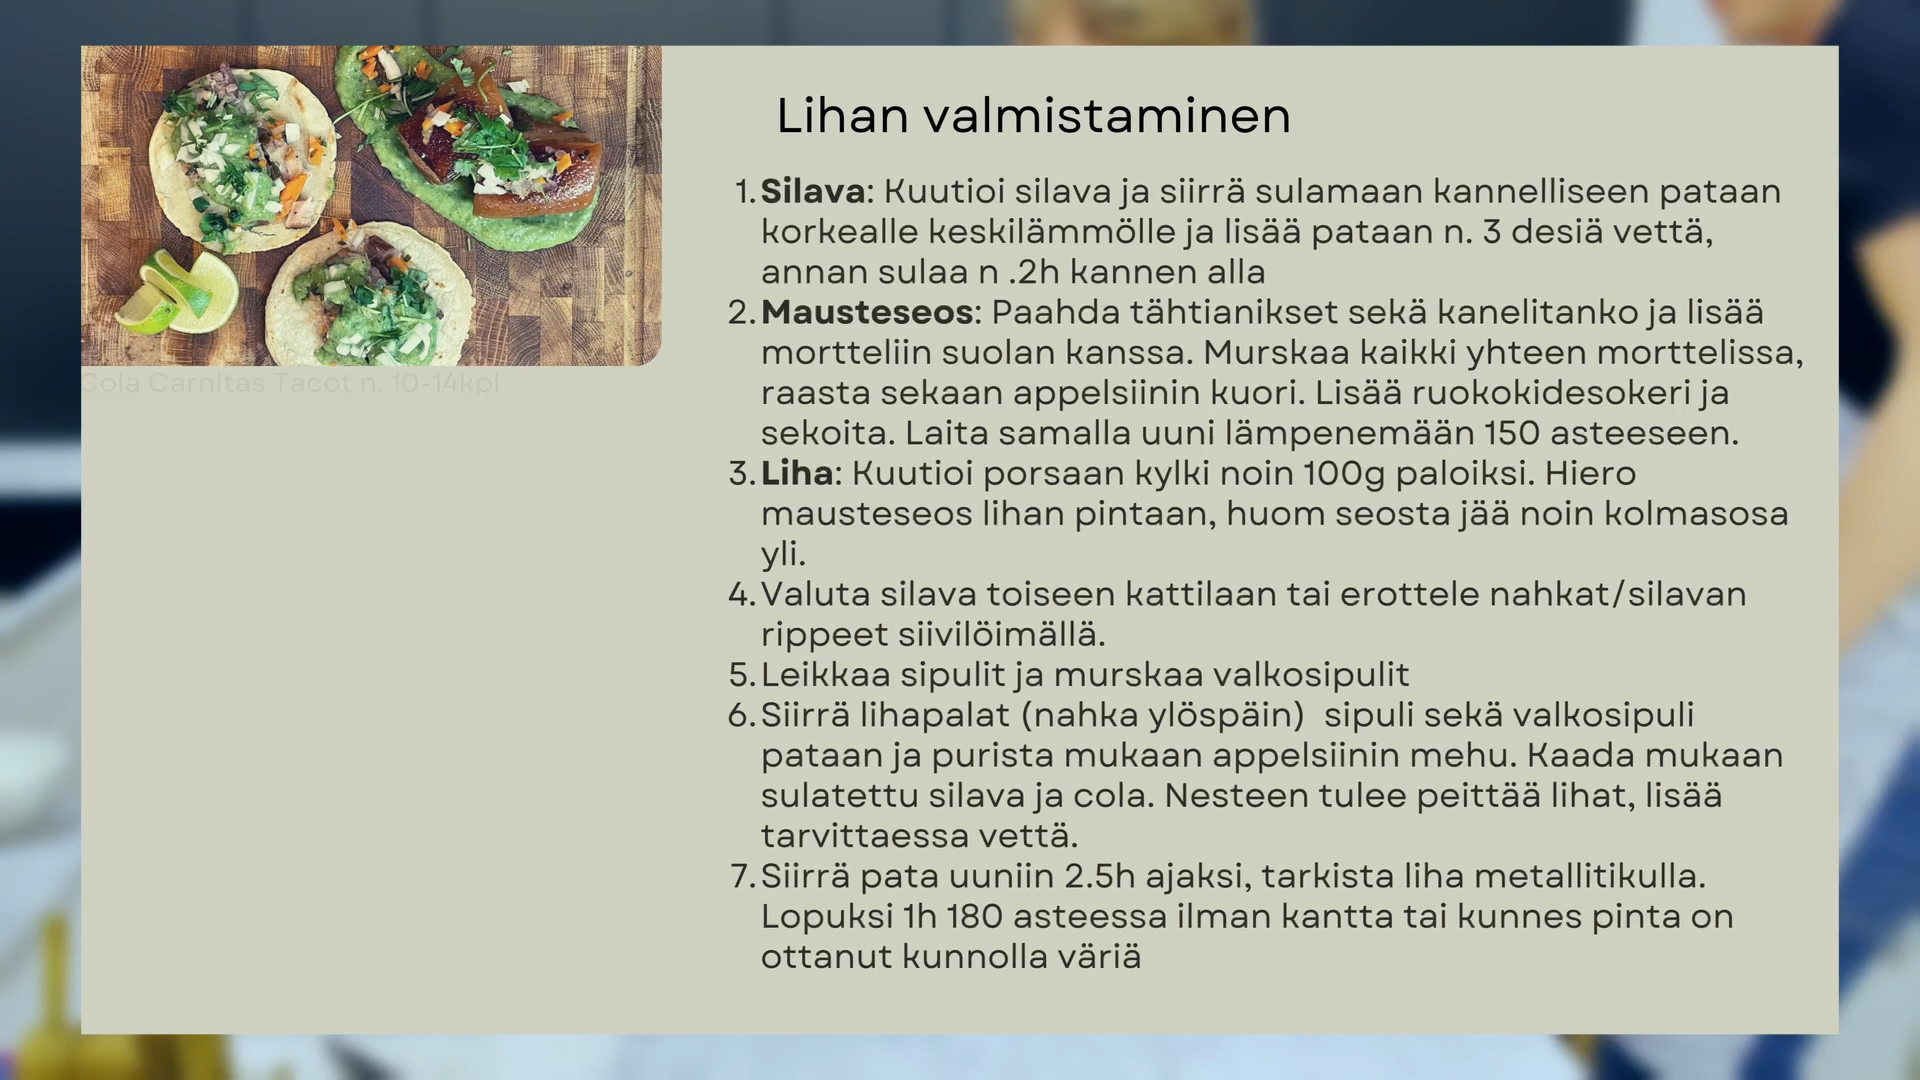 Lihan valmistaminen
1. Silava: Kuutioi silava ja siirrä sulamaan kannelliseen pataan
korkealle keskilämmölle ja lisää pataan n. 3 desiä vettä,
annan sulaa n .2h kannen alla
2. Mausteseos: Paahda tähtianikset sekä kanelitanko ja lisää
mortteliin suolan kanssa. Murskaa kaikki yhteen morttelissa,
raasta sekaan appelsiinin kuori. Lisää ruokokidesokeri ja
sekoita. Laita samalla uuni lämpenemään 150 asteeseen.
3. Liha: Kuutioi porsaan kylki noin 100g paloiksi. Hiero
mausteseos lihan pintaan, huom seosta jää noin kolmasosa
yli.
4. Valuta silava toiseen kattilaan tai erottele nahkat/silavan
rippeet siivilöimällä.
5. Leikkaa sipulit ja murskaa valkosipulit
6. Siirrä lihapalat (nahka ylöspäin)  sipuli sekä valkosipuli
pataan ja purista mukaan appelsiinin mehu. Kaada mukaan
sulatettu silava ja cola. Nesteen tulee peittää lihat, lisää
tarvittaessa vettä.
7. Siirrä pata uuniin 2.5h ajaksi, tarkista liha metallitikulla.
Lopuksi 1h 180 asteessa ilman kantta tai kunnes pinta on
ottanut kunnolla väriä
Cola Carnitas Tacot n. 10-14kpl